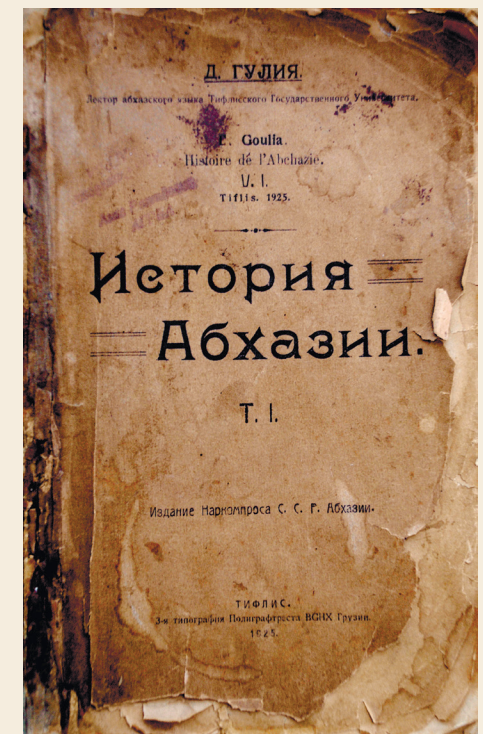 Д. ГУЛИЯ.
Лектор абхазского языка Тифлисского Государственного Университета.
Goulia.
Histoire de l'Abchazie.
V. I.
Tiflis. 1925.
История
Абхазии.
Т. I.
Издание Наркомпроса С. С. Р. Абхазии.
ТИФЛИС.
3-я типография Полиграфтреста ВСНХ Грузии.
1925.